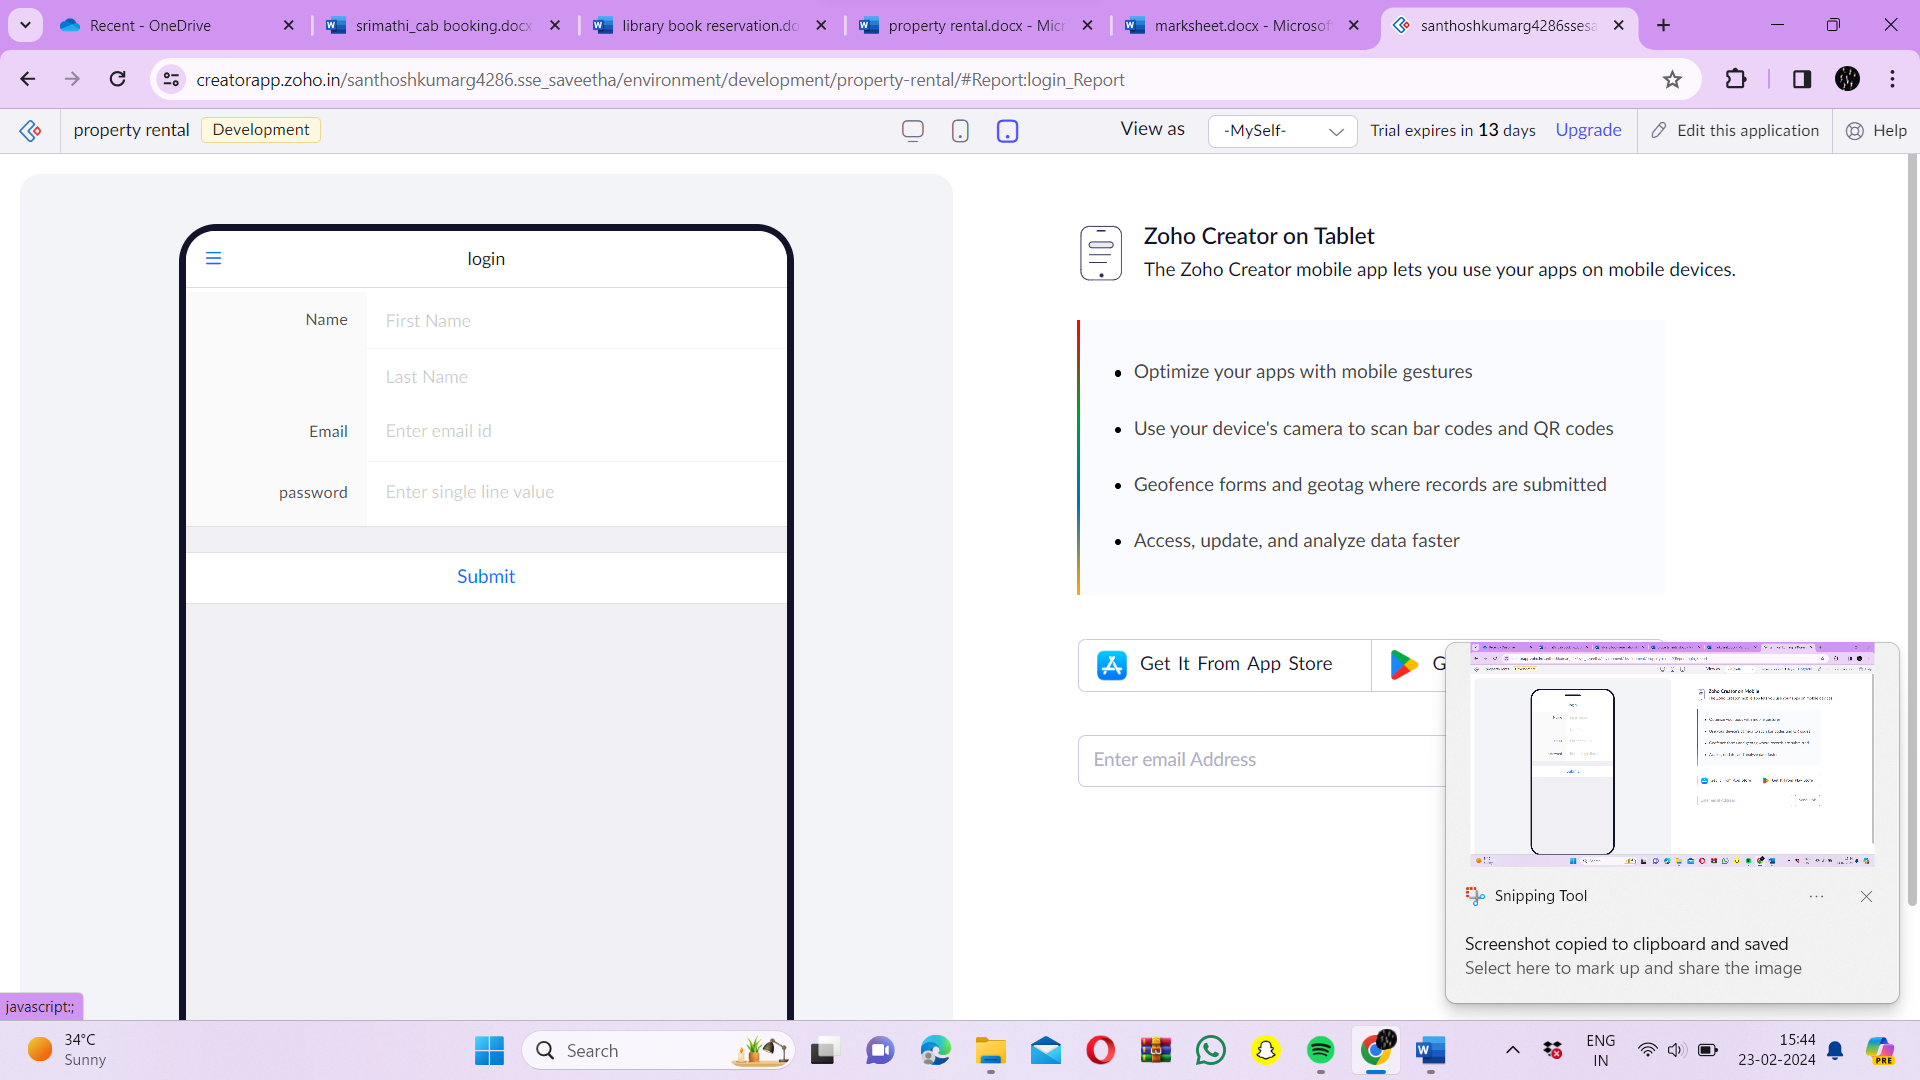 Recent - OneDrive
srimathi_cab booking.docx
library book reservation.do
property rental.docx - Micr
marksheet.docx - Microsof
santhoshkumarg4286ssesa
creatorapp.zoho.in/santhoshkumarg4286.sse_saveetha/environment/development/property-rental/#Report:login_Report
property rental
Development
View as
-MySelf-
Trial expires in 13 days
Upgrade
Edit this application
Help
login
Name
First Name
Last Name
Email
Enter email id
password
Enter single line value
Submit
Zoho Creator on Tablet
The Zoho Creator mobile app lets you use your apps on mobile devices.
Optimize your apps with mobile gestures
Use your device's camera to scan bar codes and QR codes
Geofence forms and geotag where records are submitted
Access, update, and analyze data faster
Get It From App Store
G
Enter email Address
Zoho Creator on Mobile
Snipping Tool
Screenshot copied to clipboard and saved
Select here to mark up and share the image
javascript:;
34°C
Sunny
Search
ENG
IN
15:44
23-02-2024
PRE